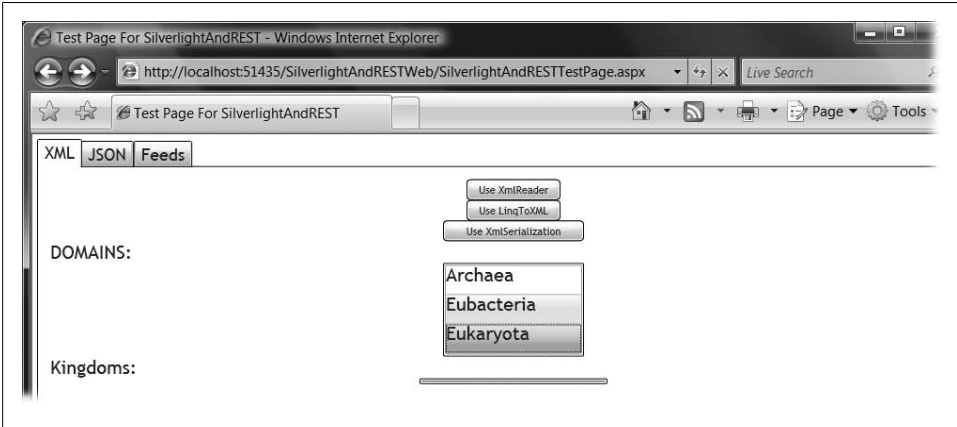 Test Page For SilverlightAndREST - Windows Internet Explorer
http://localhost:51435/SilverlightAndRESTWeb/SilverlightAndRESTTestPage.aspx
Live Search
Test Page For SilverlightAndREST
Page
Tools
XML JSON Feeds
Use XmlReader
Use LinqToXML
Use XmlSerialization
DOMAINS:
Archaea
Eubacteria
Eukaryota
Kingdoms: